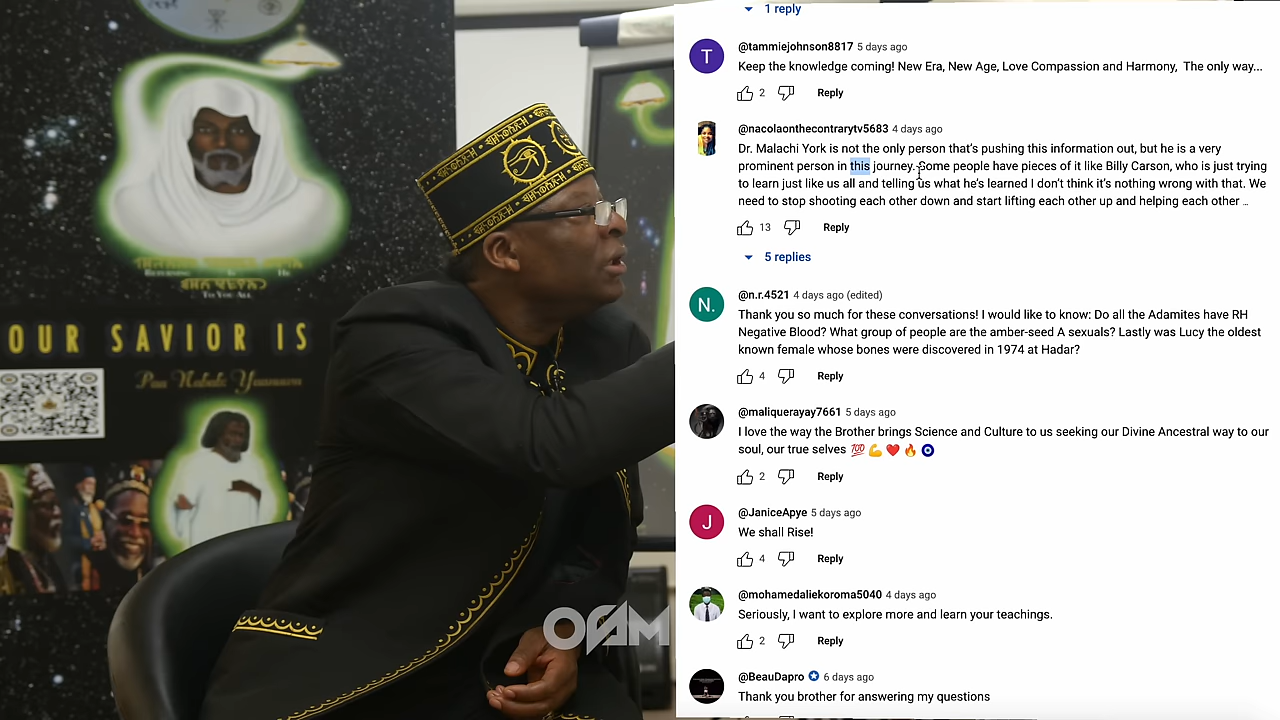 RETURNING To He
To You All
OUR SAVIOR IS
OGM
1 reply
T
@tammiejohnson8817 5 days ago
Keep the knowledge coming! New Era, New Age, Love Compassion and Harmony, The only way...
2 Reply
@nacolaonthecontrarytv5683 4 days ago
Dr. Malachi York is not the only person that's pushing this information out, but he is a very
prominent person in this journey. Some people have pieces of it like Billy Carson, who is just trying
to learn just like us all and telling us what he's learned I don't think it's nothing wrong with that. We
need to stop shooting each other down and start lifting each other up and helping each other ...
13 Reply
5 replies
N.
@n.r.4521 4 days ago (edited)
Thank you so much for these conversations! I would like to know: Do all the Adamites have RH
Negative Blood? What group of people are the amber-seed A sexuals? Lastly was Lucy the oldest
known female whose bones were discovered in 1974 at Hadar?
4 Reply
@maliquerayay7661 5 days ago
I love the way the Brother brings Science and Culture to us seeking our Divine Ancestral way to our
soul, our true selves 💯 💪 ❤️ 🔥 🧿
2 Reply
J
@JaniceApye 5 days ago
We shall Rise!
4 Reply
@mohamedaliekoroma5040 4 days ago
Seriously, I want to explore more and learn your teachings.
2 Reply
@BeauDapro 6 days ago
Thank you brother for answering my questions